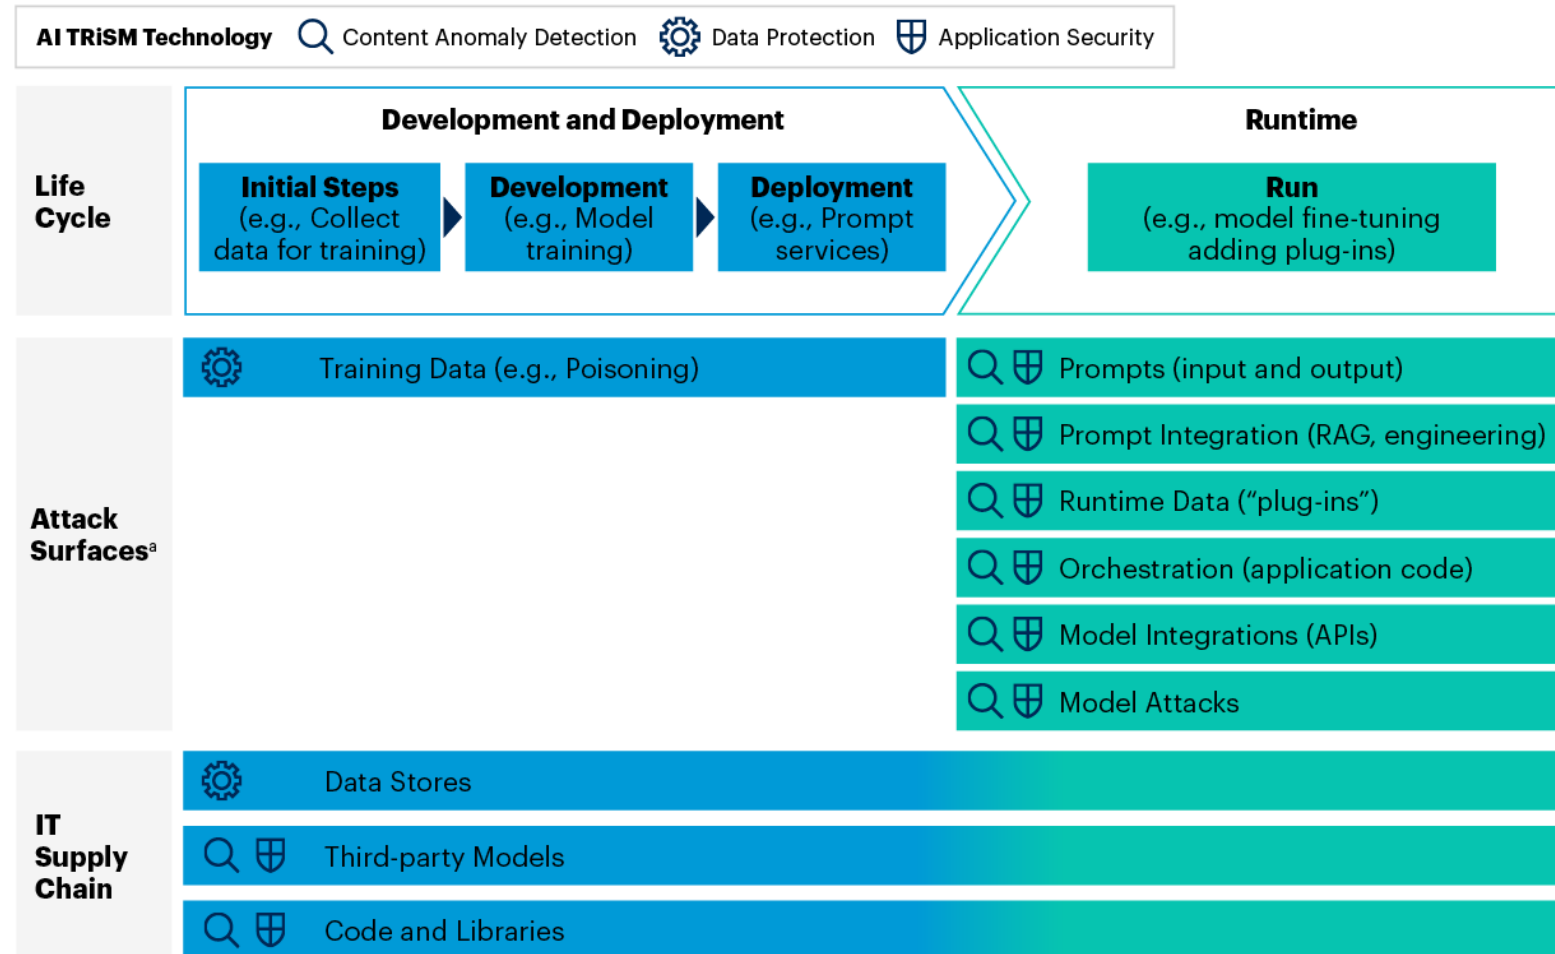 AI TRiSM Technology Content Anomaly Detection Data Protection Application Security
Development and Deployment
Runtime
Life
Cycle
Initial Steps
(e.g., Collect
data for training)
Development
(e.g., Model
training)
Deployment
(e.g., Prompt
services)
Run
(e.g., model fine-tuning
adding plug-ins)
Attack
Surfacesᵃ
Training Data (e.g., Poisoning)
Prompts (input and output)
Prompt Integration (RAG, engineering)
Runtime Data (“plug-ins”)
Orchestration (application code)
Model Integrations (APIs)
Model Attacks
IT
Supply
Chain
Data Stores
Third-party Models
Code and Libraries